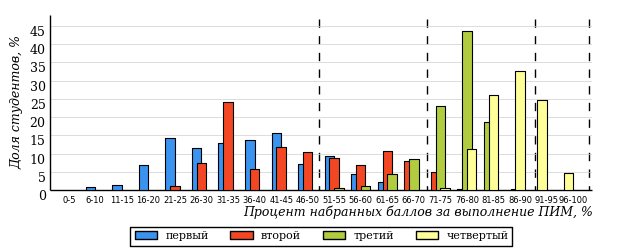 Доля студентов, %
45
40
35
30
25
20
15
10
5
0
0-5 6-10 11-15 16-20 21-25 26-30 31-35 36-40 41-45 46-50 51-55 56-60 61-65 66-70 71-75 76-80 81-85 86-90 91-95 96-100
Процент набранных баллов за выполнение ПИМ, %
первый второй третий четвертый